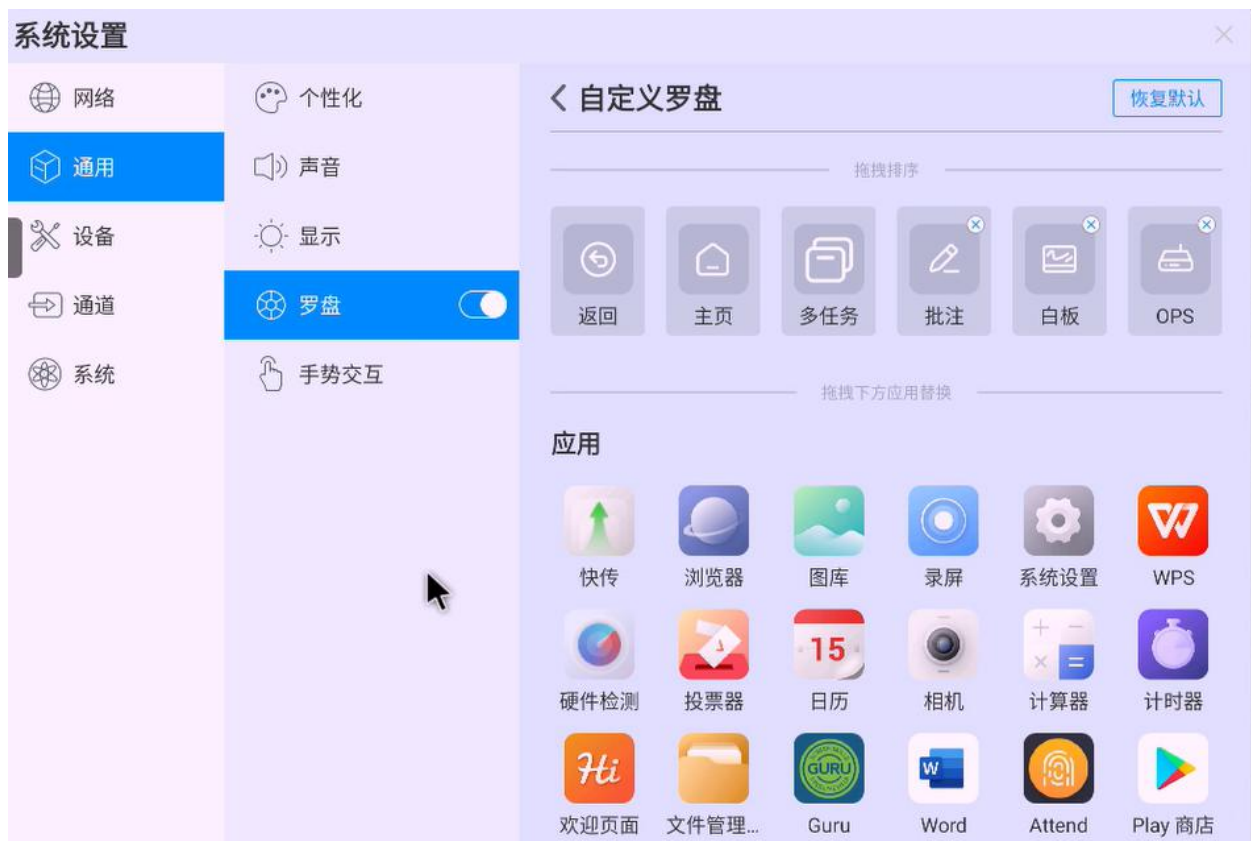 系统设置
网络
通用
设备
通道
系统
个性化
声音
显示
罗盘
手势交互
自定义罗盘
恢复默认
拖拽排序
返回
主页
多任务
批注
白板
OPS
拖拽下方应用替换
应用
快传
浏览器
图库
录屏
系统设置
WPS
硬件检测
投票器
15
日历
相机
计算器
计时器
Hi
GURU
W
欢迎页面
文件管理...
Guru
Word
Attend
Play 商店